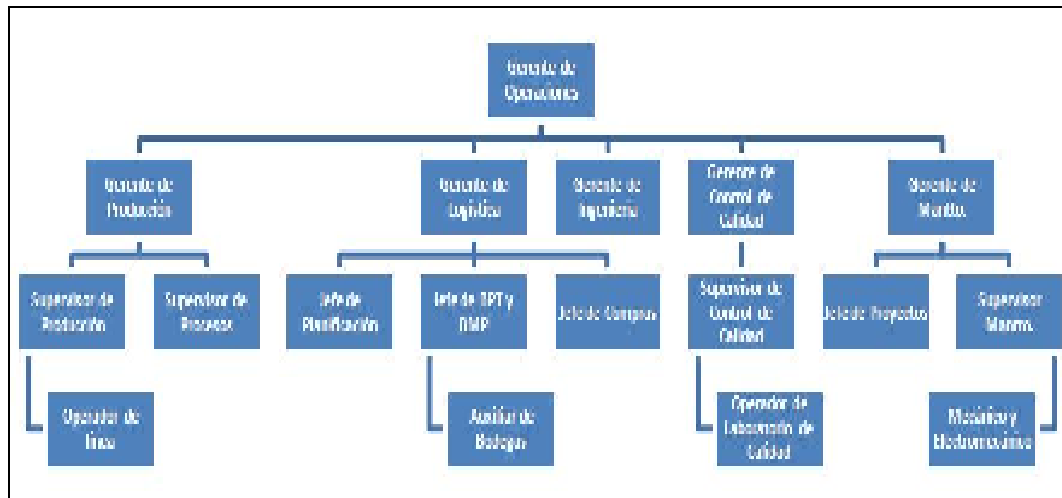 Gerente de
Operaciones
Gerente de
Producción
Gerente de
Logística
Gerente de
Ingeniería
Gerente de
Control de
Calidad
Gerente de
Mantto.
Supervisor de
Producción
Supervisor de
Procesos
Jefe de
Planificación
Jefe de BPT y
BMP
Jefe de Compras
Supervisor de
Control de
Calidad
Jefe de Proyectos
Supervisor
Mantto.
Operador de
línea
Auxiliar de
Bodegas
Operador de
Laboratorio de
Calidad
Mecánico y
Electromecánico